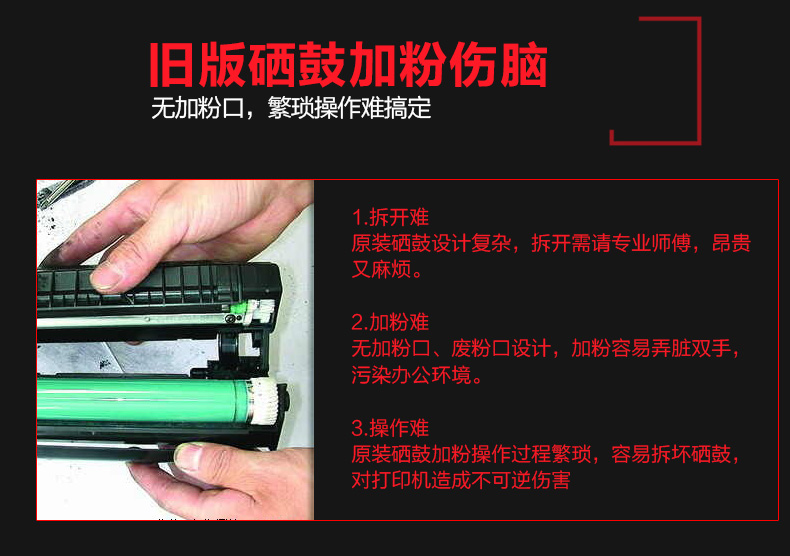 旧版硒鼓加粉伤脑
无加粉口，繁琐操作难搞定
1.拆开难
原装硒鼓设计复杂，拆开需请专业师傅，昂贵
又麻烦。
2.加粉难
无加粉口、废粉口设计，加粉容易弄脏双手，
污染办公环境。
3.操作难
原装硒鼓加粉操作过程繁琐，容易拆坏硒鼓，
对打印机造成不可逆伤害